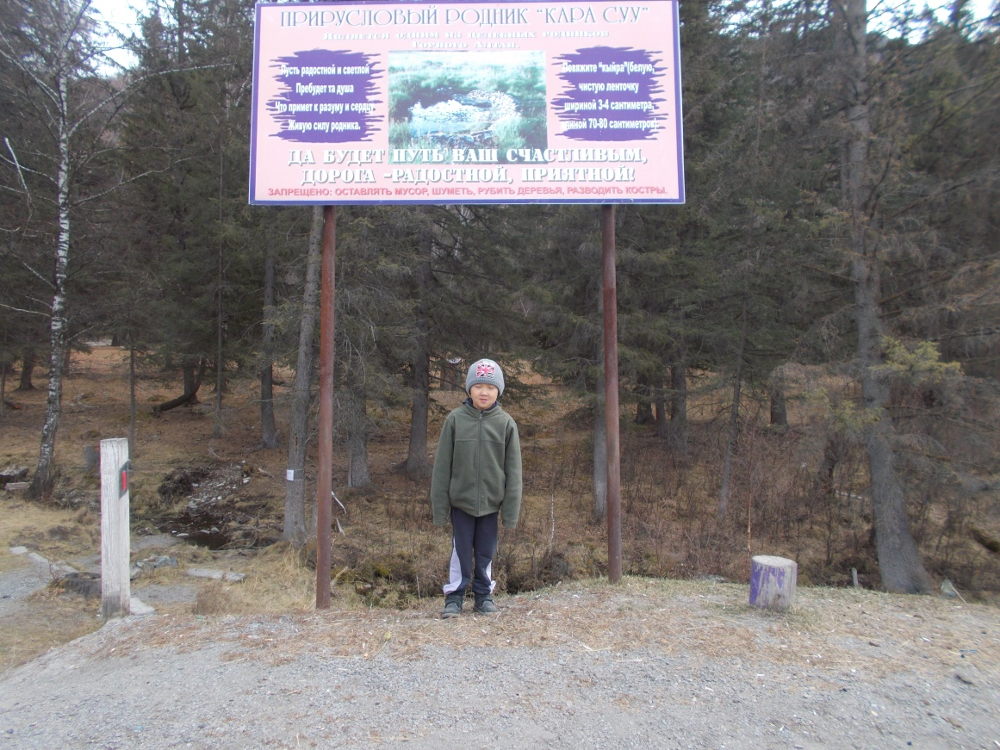 ПРИРУСЛОВЫЙ РОДНИК "КАРА СУУ"
ЯВЛЯЕТСЯ ОДНИМ ИЗ ЦЕЛЕБНЫХ РОДНИКОВ
ГОРНОГО АЛТАЯ.
Пусть радостной и светлой
Пребудет та душа
Что примет к разуму и сердцу
Живую силу родника.
Повяжите "кыйра"(белую,
чистую ленточку
шириной 3-4 сантиметра,
длиной 70-80 сантиметров)
ДА БУДЕТ ПУТЬ ВАШ СЧАСТЛИВЫМ,
ДОРОГА -РАДОСТНОЙ, ПРИЯТНОЙ!
ЗАПРЕЩЕНО: ОСТАВЛЯТЬ МУСОР, ШУМЕТЬ, РУБИТЬ ДЕРЕВЬЯ, РАЗВОДИТЬ КОСТРЫ.